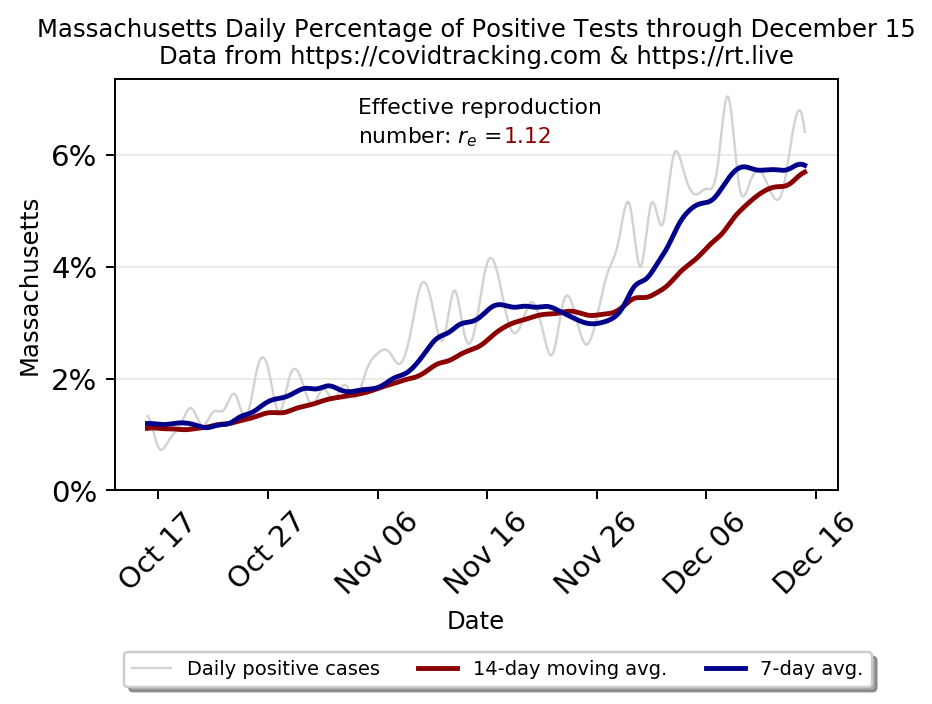 Massachusetts Daily Percentage of Positive Tests through December 15
Data from https://covidtracking.com & https://rt.live
Effective reproduction
number: rₑ =1.12
6%
4%
2%
0%
Massachusetts
Oct 17
Oct 27
Nov 06
Nov 16
Nov 26
Dec 06
Dec 16
Date
Daily positive cases
14-day moving avg.
7-day avg.